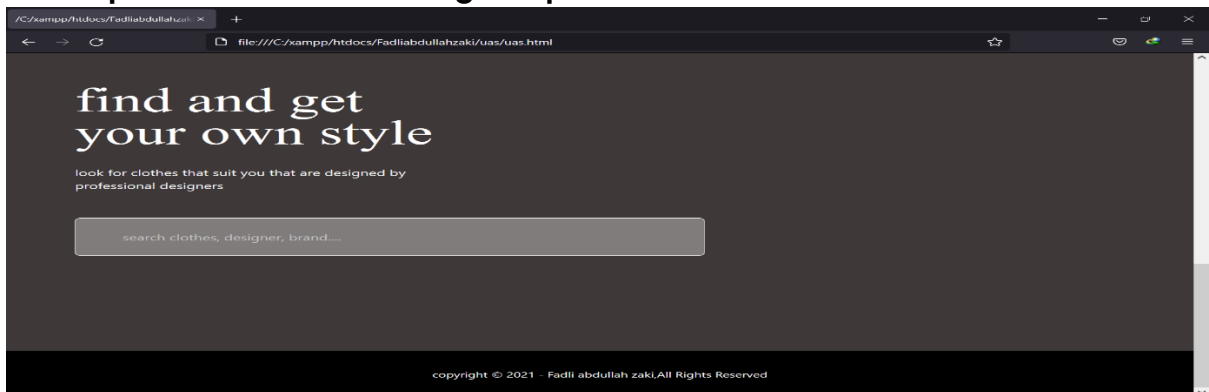 /C:/xampp/htdocs/Fadliabdullahzaki
file:///C:/xampp/htdocs/Fadliabdullahzaki/uas/uas.html
find and get
your own style
look for clothes that suit you that are designed by
professional designers
search clothes, designer, brand....
copyright © 2021 - Fadli abdullah zaki,All Rights Reserved